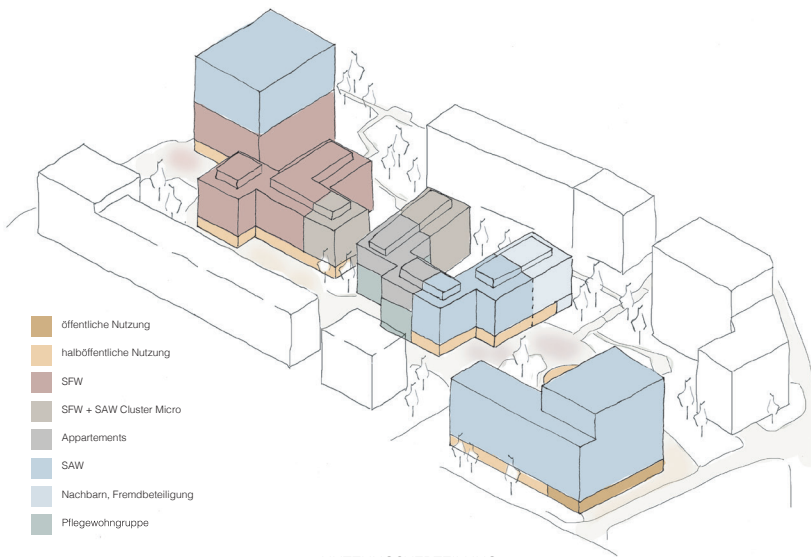 öffentliche Nutzung
halböffentliche Nutzung
SFW
SFW + SAW Cluster Micro
Appartements
SAW
Nachbarn, Fremdbeteiligung
Pflegewohngruppe